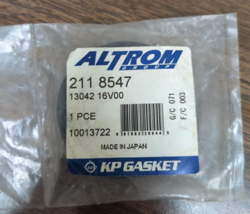 ALTROM
GROUP
211 8547
13042 16V00
1 PCE
10013722
G/C 071
F/C 003
MADE IN JAPAN
KP GASKET